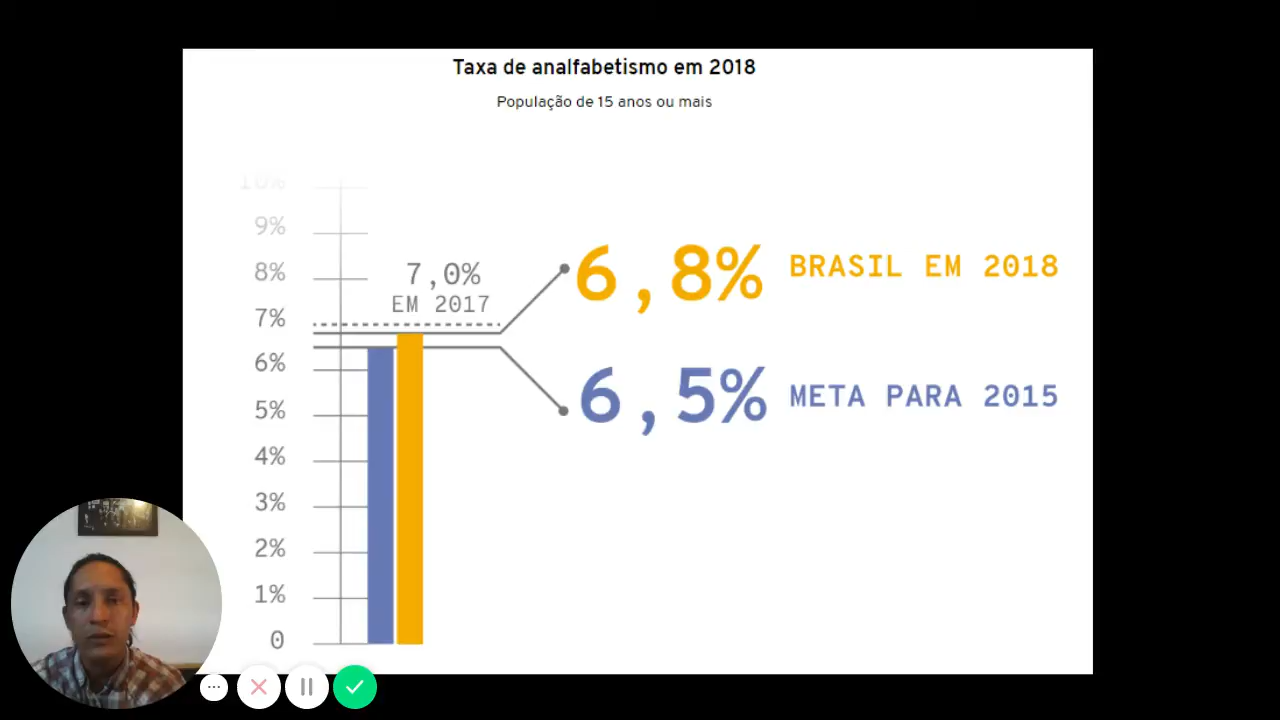 Taxa de analfabetismo em 2018
População de 15 anos ou mais
10%
9%
8%
7%
6%
5%
4%
3%
2%
1%
0
7,0%
EM 2017
6,8% BRASIL EM 2018
6,5% META PARA 2015